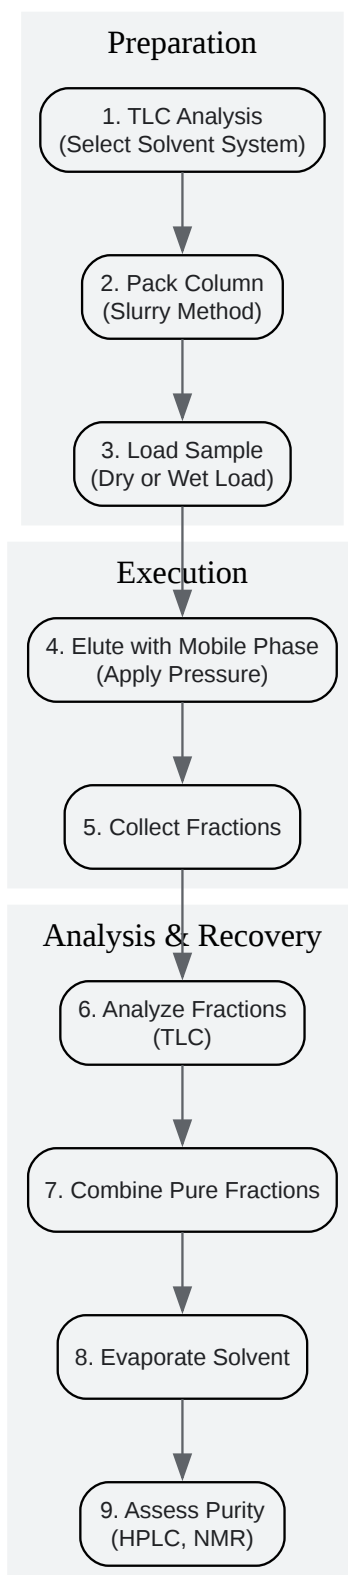 Preparation
1. TLC Analysis
(Select Solvent System)
2. Pack Column
(Slurry Method)
3. Load Sample
(Dry or Wet Load)
Execution
4. Elute with Mobile Phase
(Apply Pressure)
5. Collect Fractions
Analysis & Recovery
6. Analyze Fractions
(TLC)
7. Combine Pure Fractions
8. Evaporate Solvent
9. Assess Purity
(HPLC, NMR)